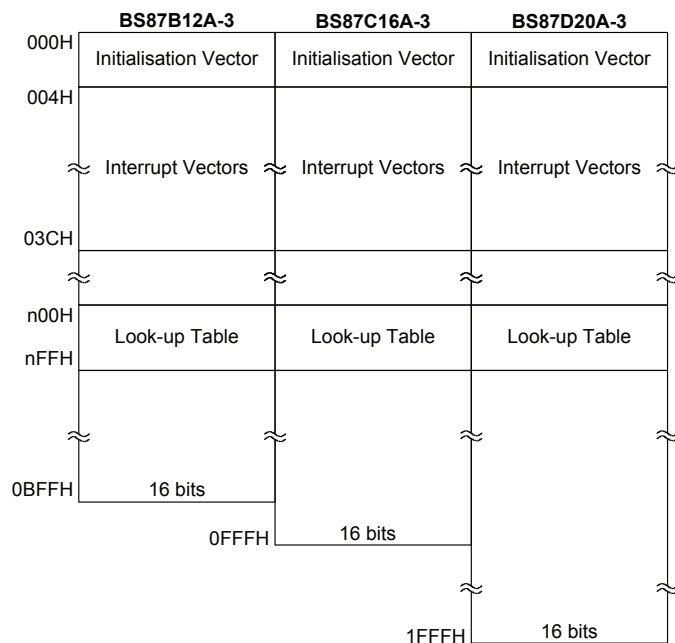 BS87B12A-3 BS87C16A-3 BS87D20A-3
000H
Initialisation Vector Initialisation Vector Initialisation Vector
004H
Interrupt Vectors Interrupt Vectors Interrupt Vectors
03CH
n00H
Look-up Table Look-up Table Look-up Table
nFFH
0BFFH 16 bits
0FFFH 16 bits
1FFFH 16 bits